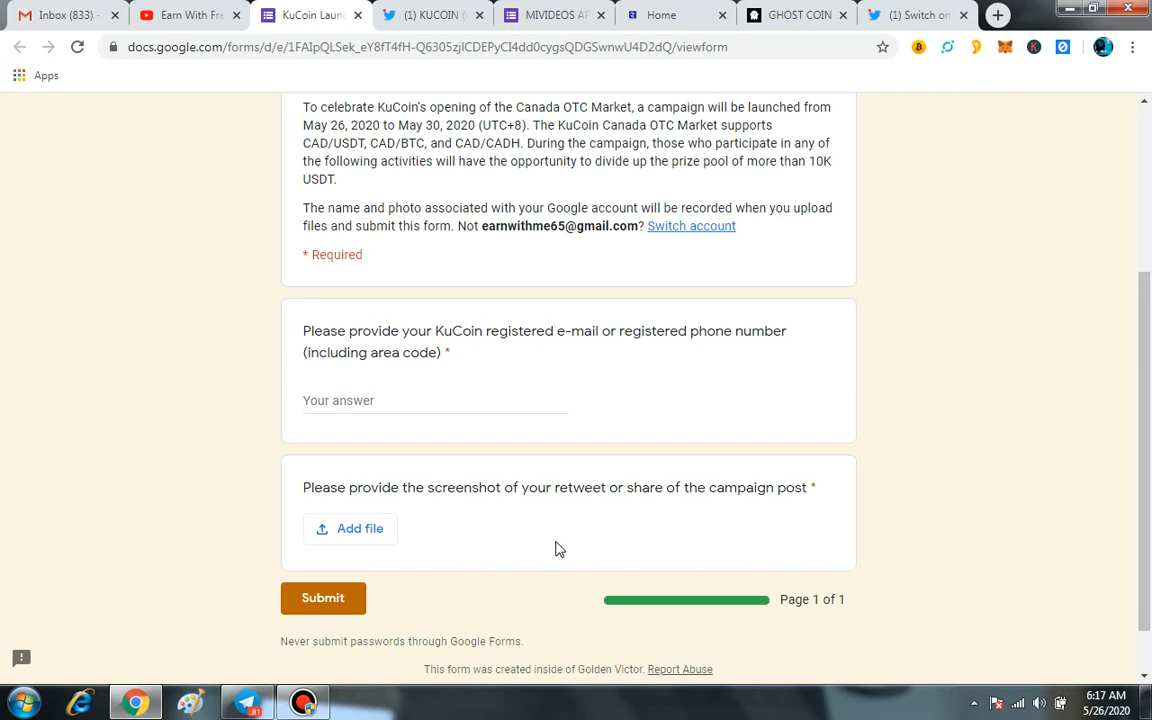 Inbox (833) -
Earn With Fre
KuCoin Laun
(1) KUCOIN (
MIVIDEOS AP
Home
GHOST COIN
(1) Switch on
docs.google.com/forms/d/e/1FAIpQLSek_eY8fT4fH-Q6305zjICDEPyCI4dd0cygsQDGSwnwU4D2dQ/viewform
Apps
To celebrate KuCoin's opening of the Canada OTC Market, a campaign will be launched from
May 26, 2020 to May 30, 2020 (UTC+8). The KuCoin Canada OTC Market supports
CAD/USDT, CAD/BTC, and CAD/CADH. During the campaign, those who participate in any of
the following activities will have the opportunity to divide up the prize pool of more than 10K
USDT.
The name and photo associated with your Google account will be recorded when you upload
files and submit this form. Not earnwithme65@gmail.com? Switch account
* Required
Please provide your KuCoin registered e-mail or registered phone number
(including area code) *
Your answer
Please provide the screenshot of your retweet or share of the campaign post *
Add file
Submit
Page 1 of 1
Never submit passwords through Google Forms.
This form was created inside of Golden Victor. Report Abuse
81
6:17 AM
5/26/2020